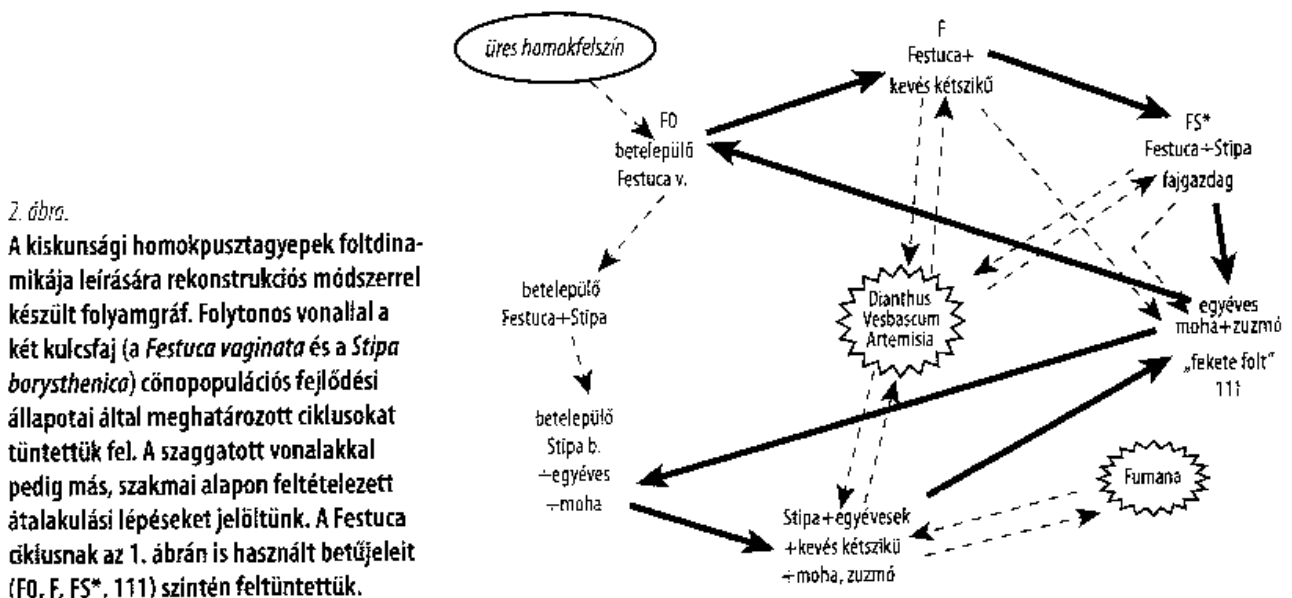 2. ábra.
A kiskunsági homokpusztagyepek foltdina-
mikája leírására rekonstrukciós módszerrel
készült folyamgráf. Folytonos vonallal a
két kulcsfaj (a Festuca vaginata és a Stipa
borysthenica) cönopopulációs fejlődési
állapotai által meghatározott ciklusokat
tüntettük fel. A szaggatott vonalakkal
pedig más, szakmai alapon feltételezett
átalakulási lépéseket jelöltünk. A Festuca
ciklusnak az 1. ábrán is használt betűjeleit
(F0, F, FS*, 111) szintén feltüntettük.
üres homokfelszín
F0
betelepülő
Festuca v.
betelepülő
Festuca+Stipa
betelepülő
Stipa b.
+egyéves
+moha
F
Festuca+
kevés kétszikű
FS*
Festuca+Stipa
fajgazdag
Dianthus
Vesbascum
Artemisia
egyéves
moha+zuzmó
„fekete folt"
111
Fumana
Stipa+egyévesek
+kevés kétszikű
+moha, zuzmó